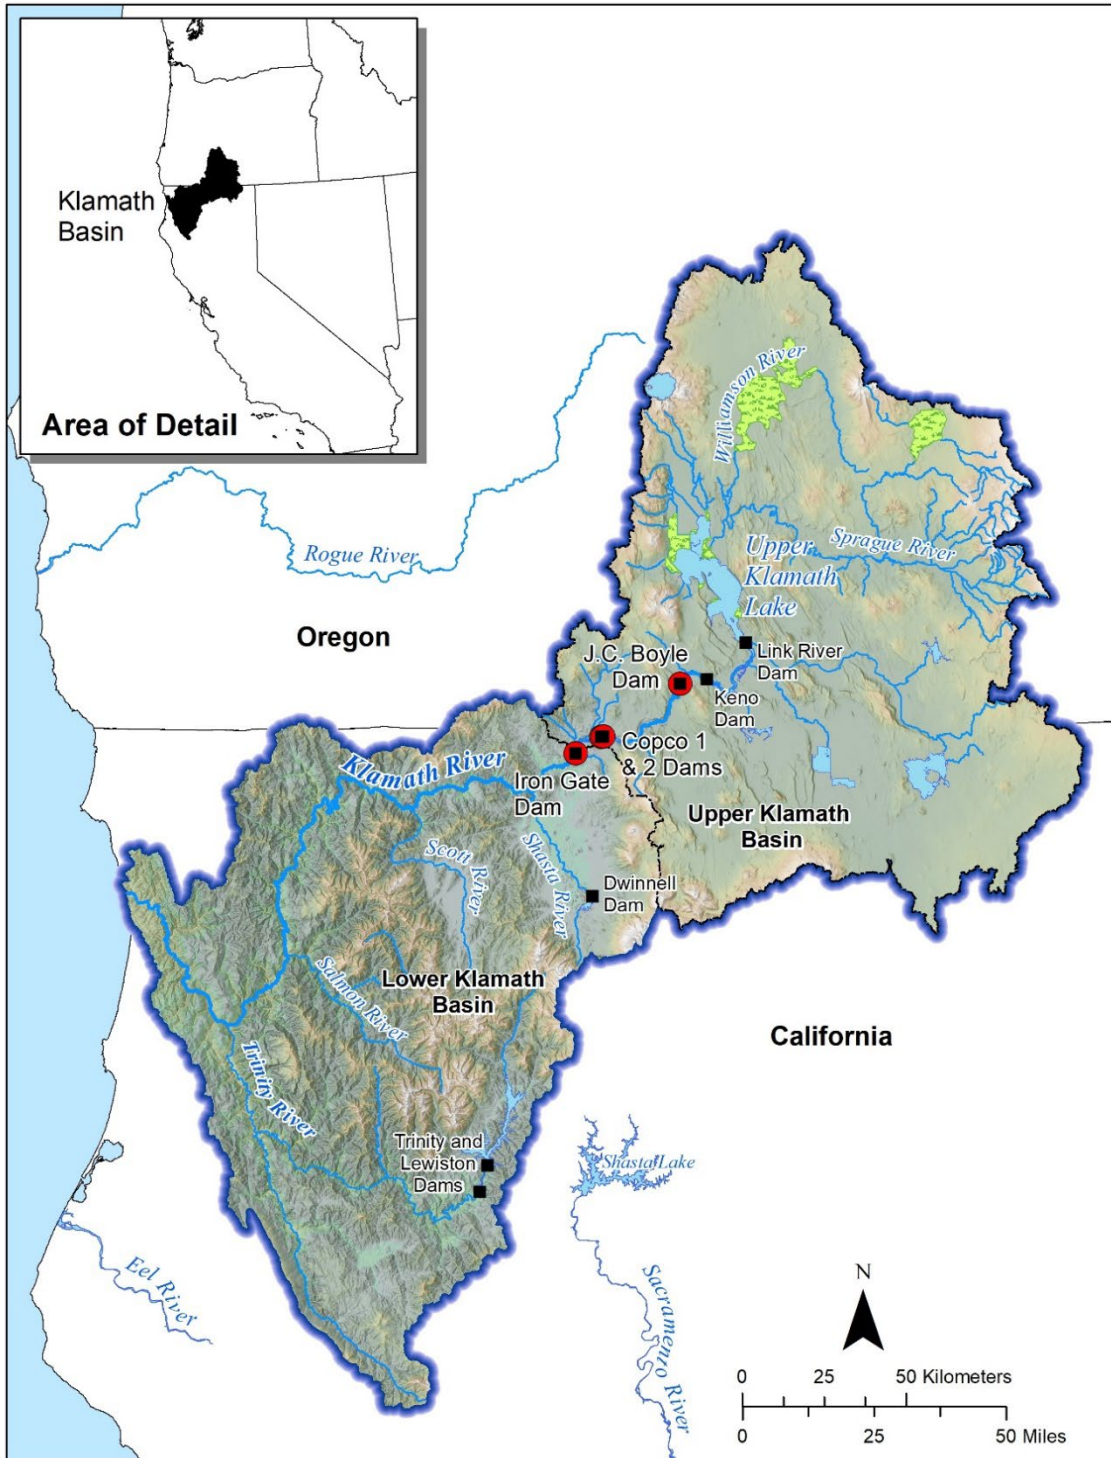 Klamath
Basin
Area of Detail
Williamson River
Rogue River
Sprague River
Upper
Klamath
Lake
Oregon
J.C. Boyle
Dam
Link River
Dam
Keno
Dam
Copco 1
& 2 Dams
Klamath River
Iron Gate
Dam
Upper Klamath
Basin
Scott River
Shasta River
Dwinnell
Dam
Lower Klamath
Basin
Salmon River
California
Trinity River
Trinity and
Lewiston
Dams
Shasta Lake
Eel River
Sacramenro River
N
0 25 50 Kilometers
0 25 50 Miles